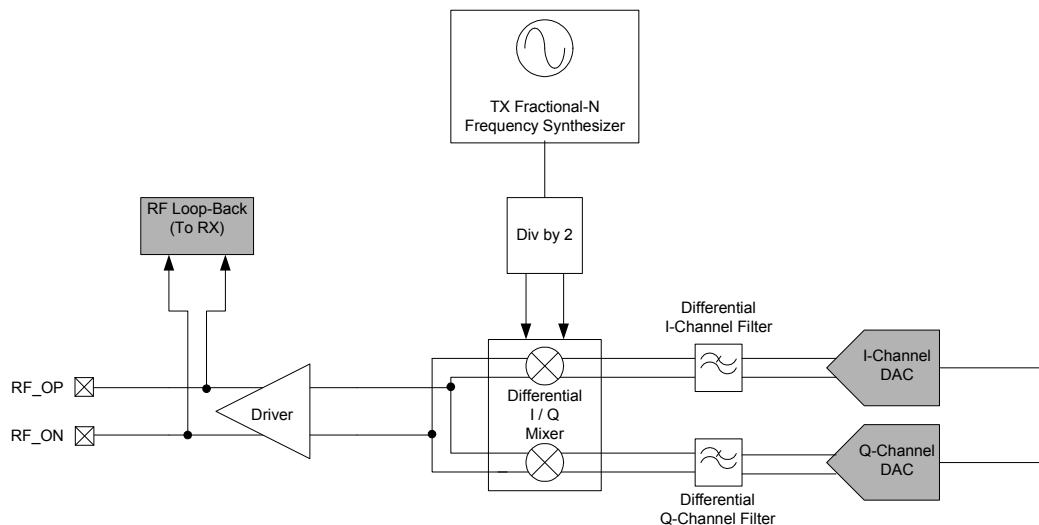 TX Fractional-N
Frequency Synthesizer
RF Loop-Back
(To RX)
Div by 2
Differential
I-Channel Filter
I-Channel
DAC
RF_OP
Driver
Differential
I / Q
Mixer
RF_ON
Q-Channel
DAC
Differential
Q-Channel Filter